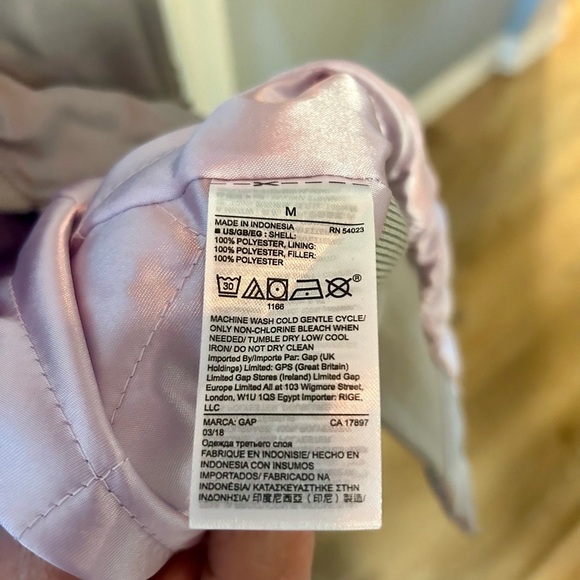 M
MADE IN INDONESIA RN 54023
■ US/GB/EG : SHELL:
100% POLYESTER, LINING:
100% POLYESTER, FILLER:
100% POLYESTER
30 ®
1166
MACHINE WASH COLD GENTLE CYCLE/
ONLY NON-CHLORINE BLEACH WHEN
NEEDED/ TUMBLE DRY LOW/ COOL
IRON/ DO NOT DRY CLEAN
Imported By/Importe Par: Gap (UK
Holdings) Limited: GPS (Great Britain)
Limited Gap Stores (Ireland) Limited Gap
Europe Limited All at 103 Wigmore Street,
London, W1U 1QS Egypt Importer: RIGE,
LLC
MARCA: GAP CA 17897
03/18
Одежда третьего слоя
FABRIQUE EN INDONISIE/ HECHO EN
INDONESIA CON INSUMOS
IMPORTADOS/ FABRICADO NA
INDONÉSIA/ ΚΑΤΑΣΚΕΥΑΣΤΗΚΕ ΣΤΗΝ
ΙΝΔΟΝΗΣΙΑ/ 印度尼西亚（印尼）製造/